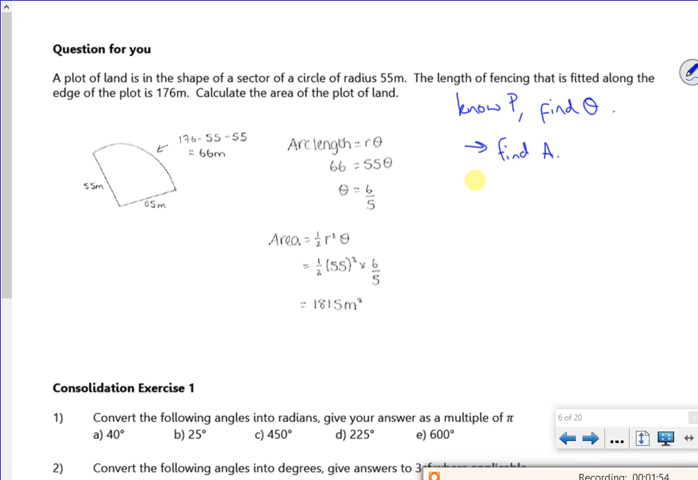 Question for you
A plot of land is in the shape of a sector of a circle of radius 55m. The length of fencing that is fitted along the
edge of the plot is 176m. Calculate the area of the plot of land.
know P, find θ.
→ find A.
176-55-55
= 66m
55m
55m
Arc length = rθ
66 = 55θ
θ = 6/5
Area = ½ r² θ
= ½ (55)² × 6/5
= 1815m²
Consolidation Exercise 1
1) Convert the following angles into radians, give your answer as a multiple of π
a) 40° b) 25° c) 450° d) 225° e) 600°
2) Convert the following angles into degrees, give answers to 3
6 of 20
Recording: 00:01:54